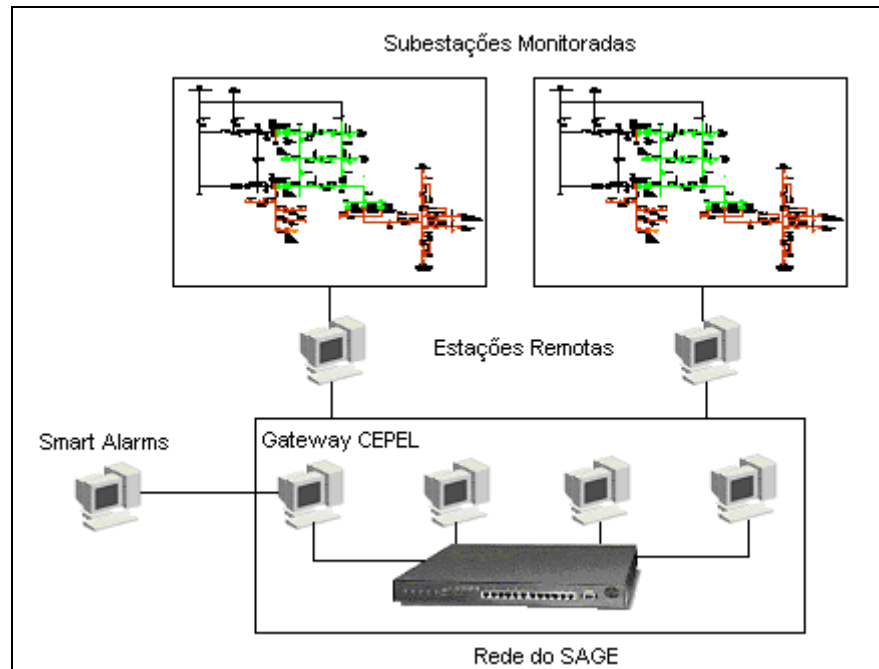 Subestações Monitoradas
Estações Remotas
Smart Alarms
Gateway CEPEL
Rede do SAGE